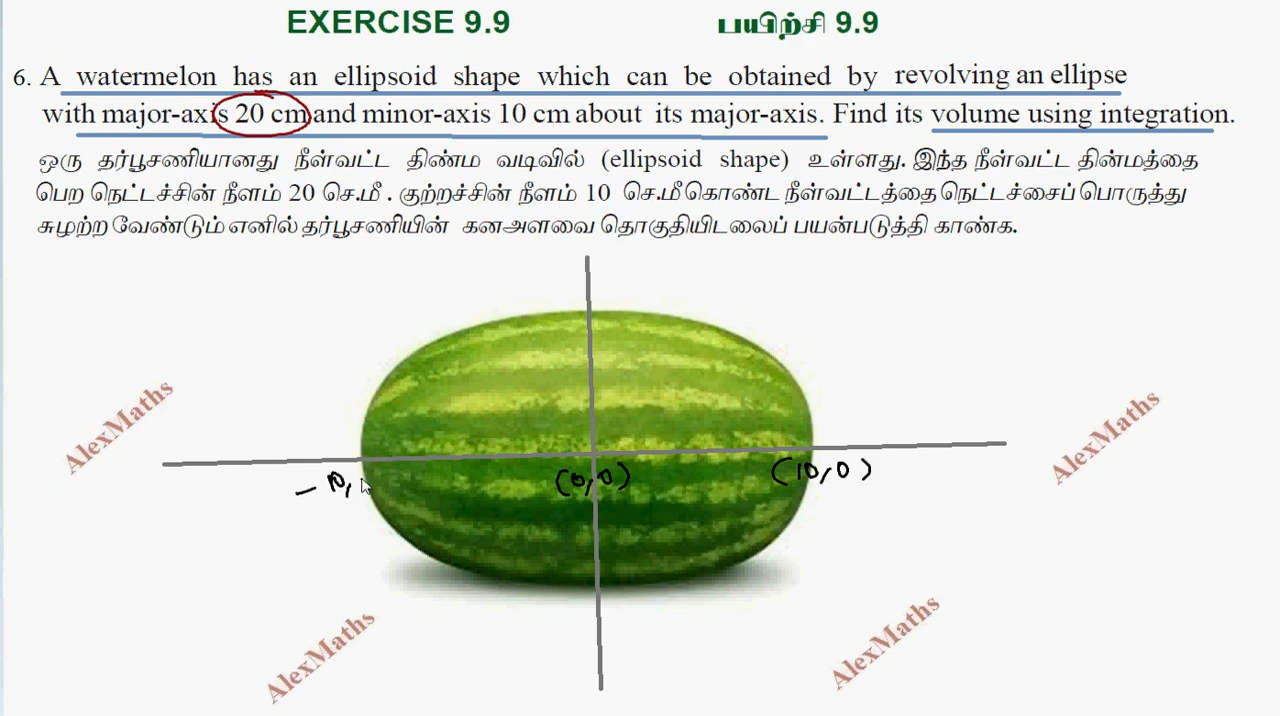 EXERCISE 9.9 பயிற்சி 9.9
6. A watermelon has an ellipsoid shape which can be obtained by revolving an ellipse
with major-axis 20 cm and minor-axis 10 cm about its major-axis. Find its volume using integration.
ஒரு தர்பூசணியானது நீள்வட்ட திண்ம வடிவில் (ellipsoid shape) உள்ளது. இந்த நீள்வட்ட தின்மத்தை
பெற நெட்டச்சின் நீளம் 20 செ.மீ . குற்றச்சின் நீளம் 10 செ.மீ கொண்ட நீள்வட்டத்தை நெட்டச்சைப் பொருத்து
சுழற்ற வேண்டும் எனில் தர்பூசணியின் கனஅளவை தொகுதியிடலைப் பயன்படுத்தி காண்க.
AlexMaths AlexMaths
- 10, (0,0) (10,0)
AlexMaths AlexMaths